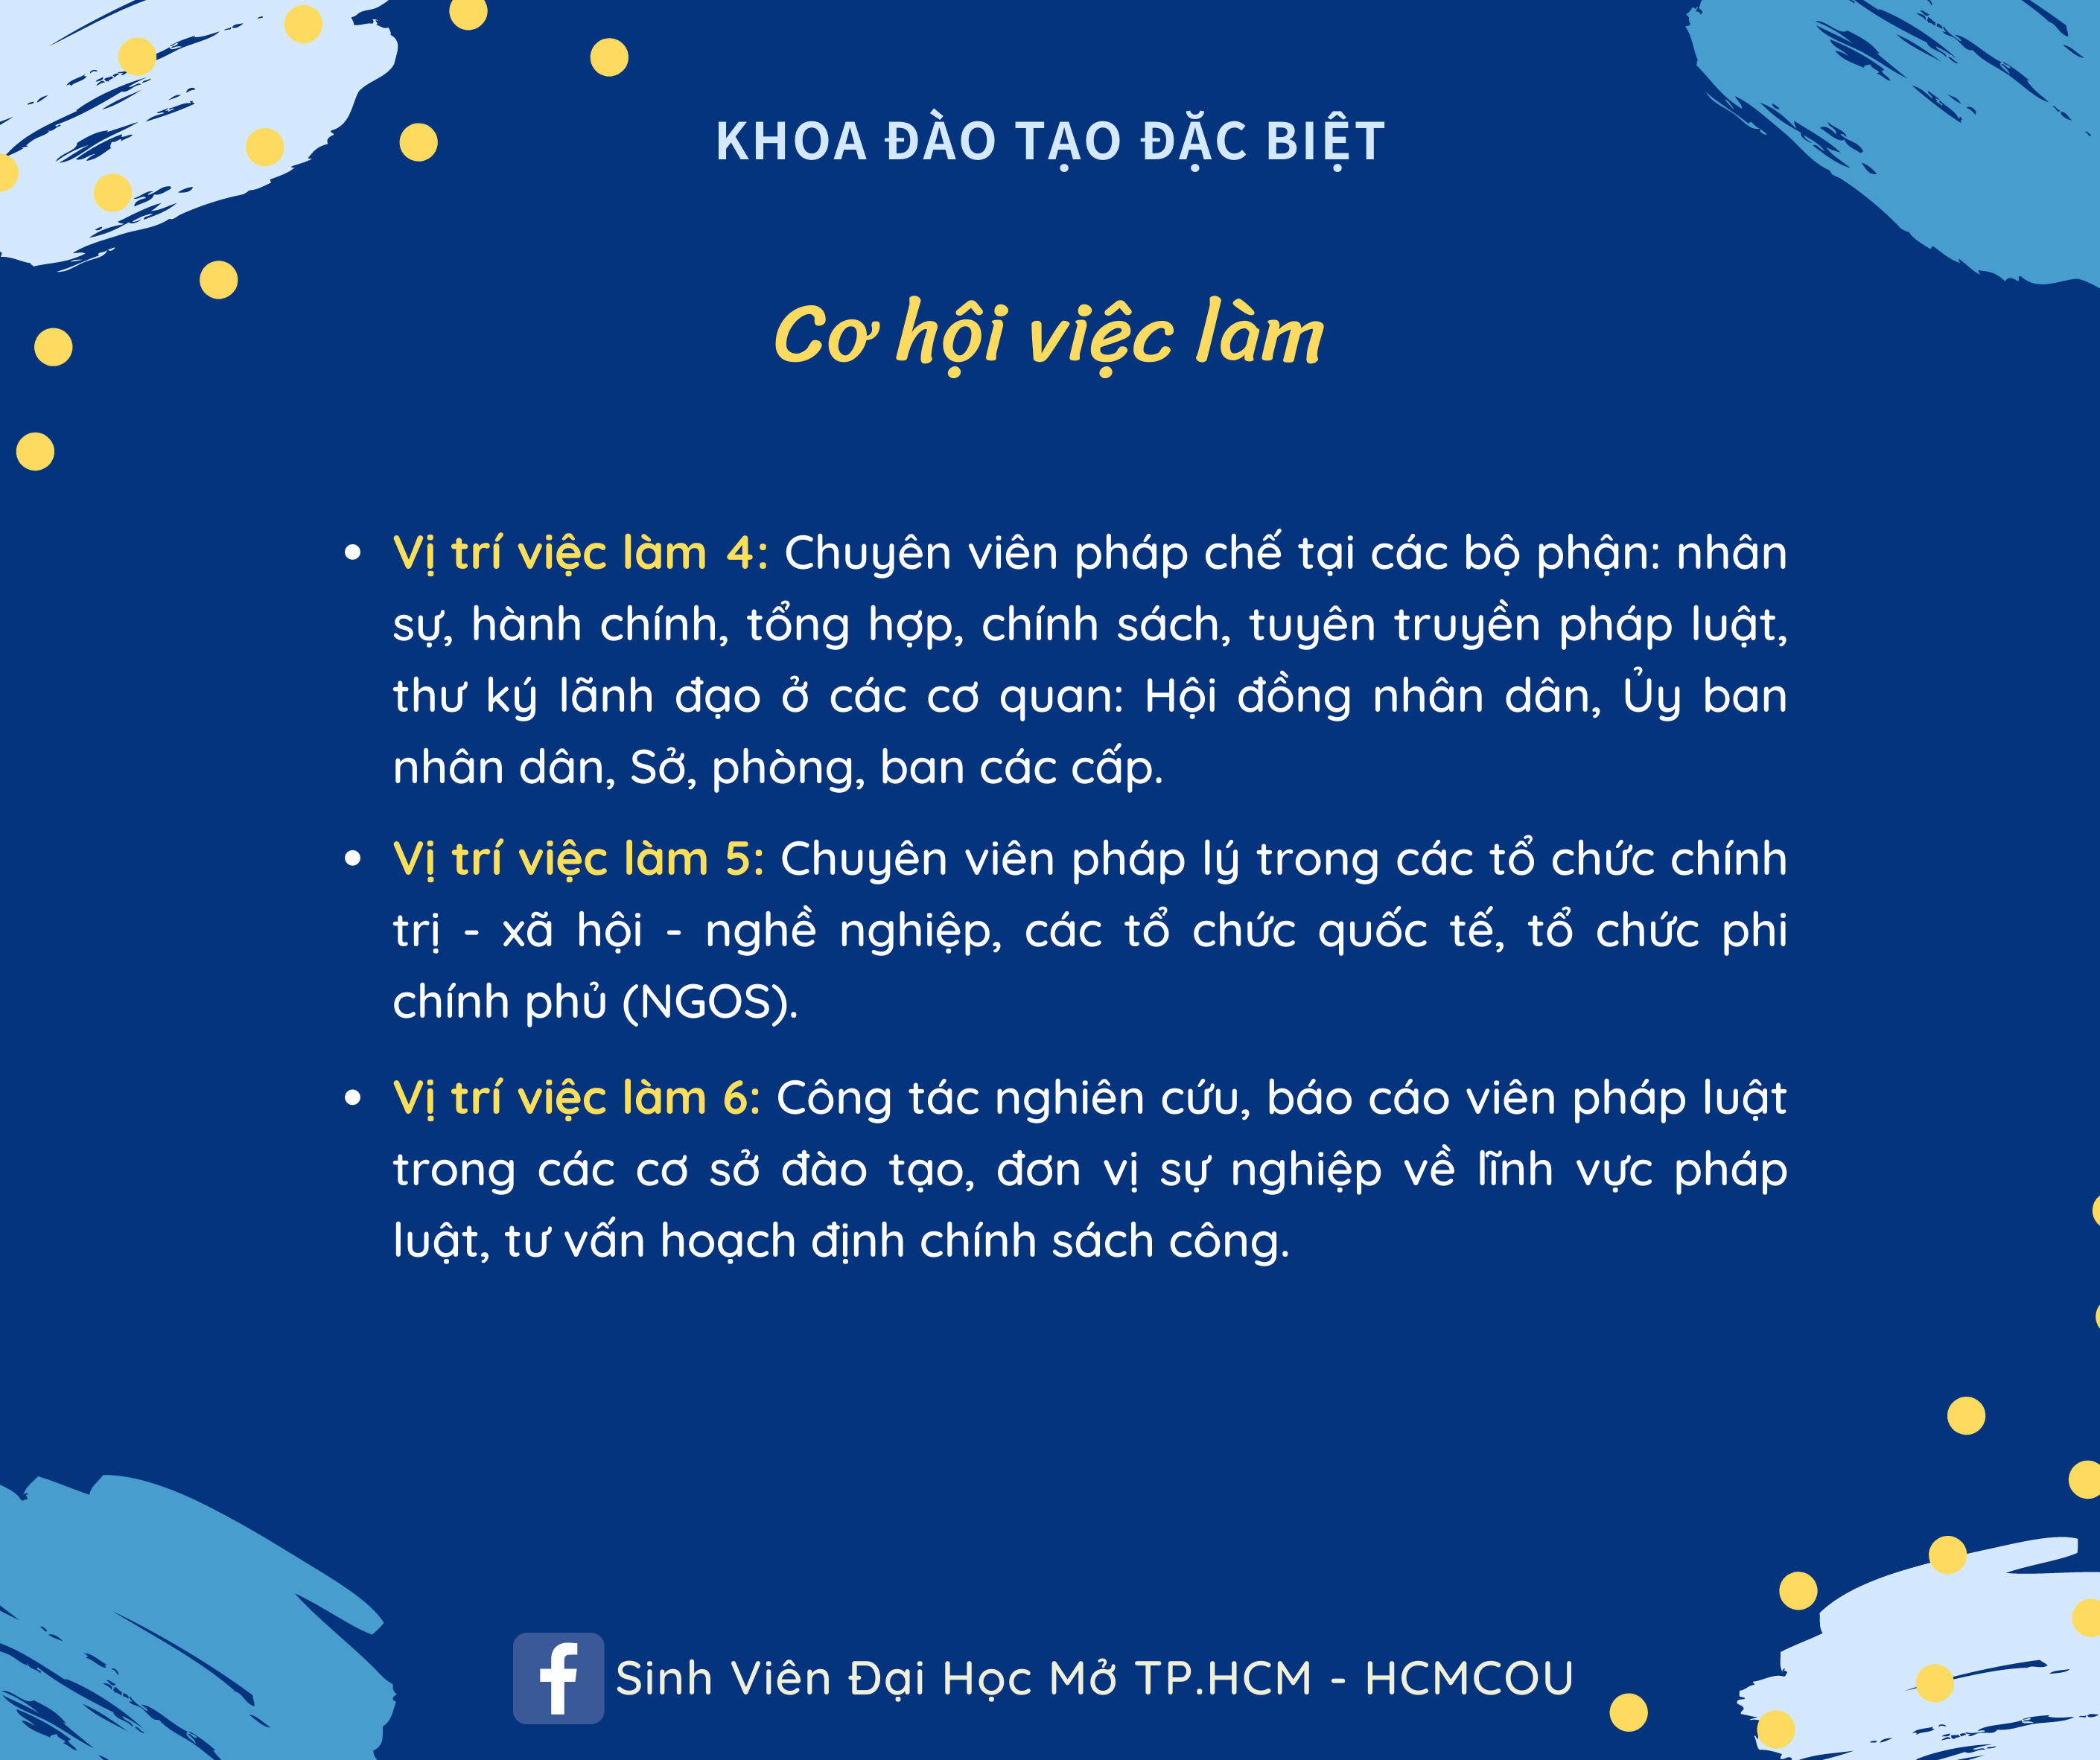 KHOA ĐÀO TẠO ĐẶC BIỆT
Cơ hội việc làm
• Vị trí việc làm 4: Chuyên viên pháp chế tại các bộ phận: nhân
sự, hành chính, tổng hợp, chính sách, tuyên truyền pháp luật,
thư ký lãnh đạo ở các cơ quan: Hội đồng nhân dân, Ủy ban
nhân dân, Sở, phòng, ban các cấp.
• Vị trí việc làm 5: Chuyên viên pháp lý trong các tổ chức chính
trị - xã hội - nghề nghiệp, các tổ chức quốc tế, tổ chức phi
chính phủ (NGOS).
• Vị trí việc làm 6: Công tác nghiên cứu, báo cáo viên pháp luật
trong các cơ sở đào tạo, đơn vị sự nghiệp về lĩnh vực pháp
luật, tư vấn hoạch định chính sách công.
f Sinh Viên Đại Học Mở TP.HCM - HCMCOU